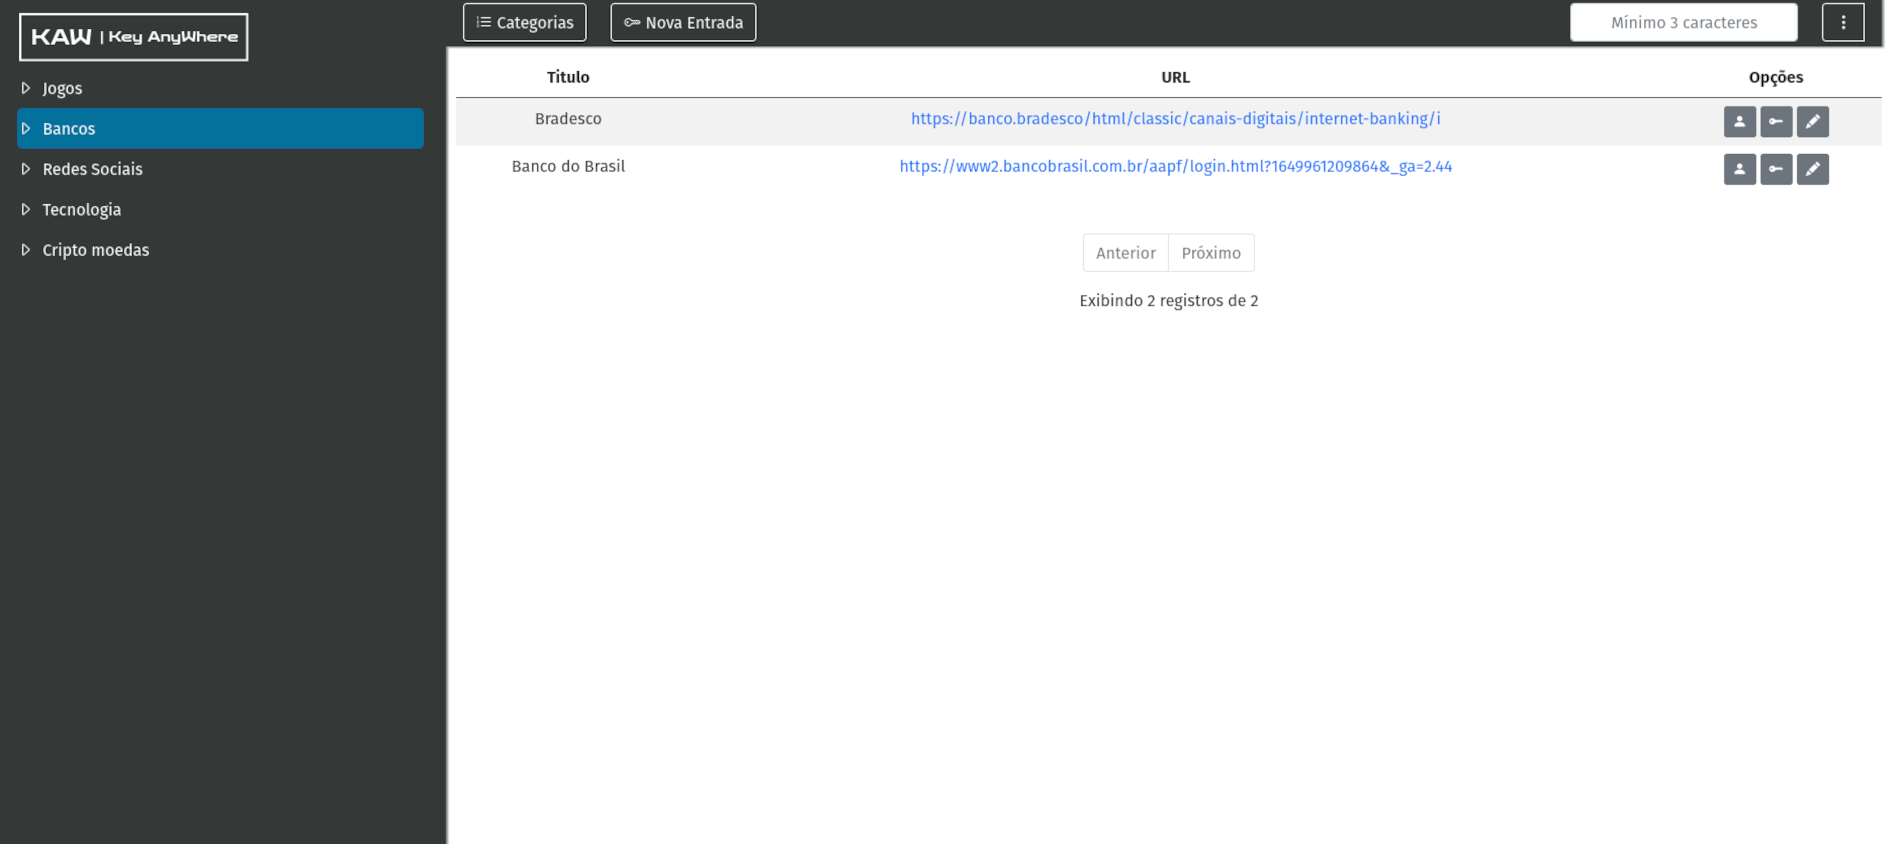 KAW | Key AnyWhere
Jogos
Bancos
Redes Sociais
Tecnologia
Cripto moedas
Categorias
Nova Entrada
Mínimo 3 caracteres
Titulo URL Opções
Bradesco https://banco.bradesco/html/classic/canais-digitais/internet-banking/i
Banco do Brasil https://www2.bancobrasil.com.br/aapf/login.html?1649961209864&_ga=2.44
Anterior Próximo
Exibindo 2 registros de 2